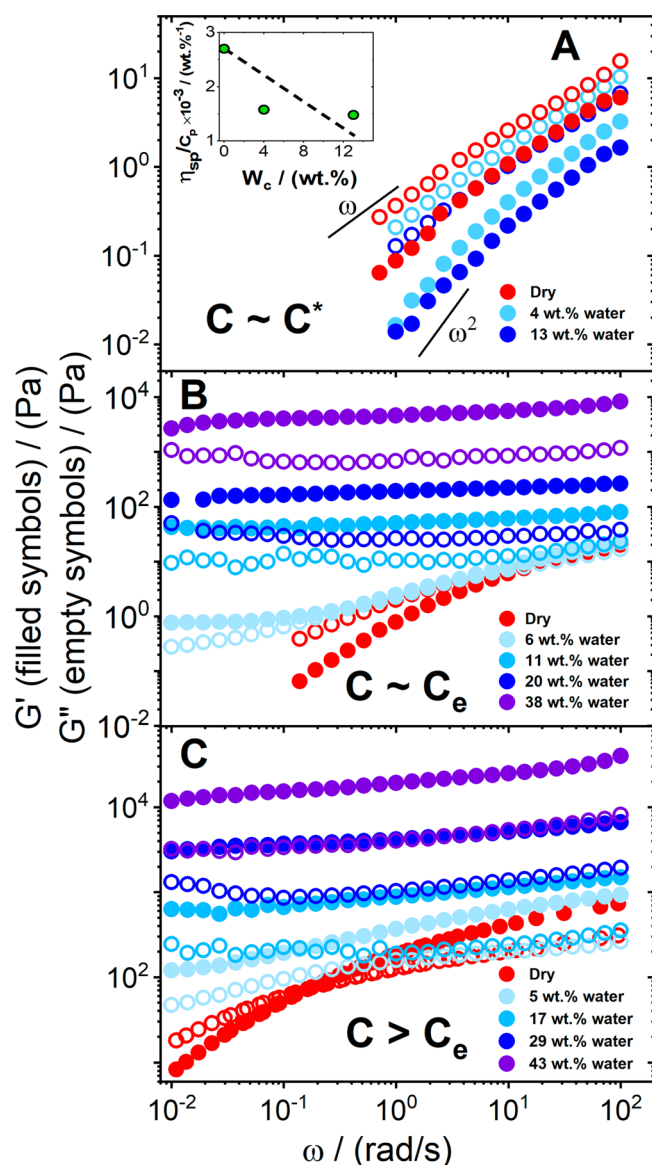 A
3
2
1
0
4
8
12
ηsp/cp ×10⁻³ / (wt.%⁻¹)
Wc / (wt.%)
10¹
10⁰
10⁻¹
10⁻²
ω
ω²
C ~ C*
Dry
4 wt.% water
13 wt.% water
G' (filled symbols) / (Pa)
G" (empty symbols) / (Pa)
B
10⁴
10²
10⁰
10⁻²
C ~ Ce
Dry
6 wt.% water
11 wt.% water
20 wt.% water
38 wt.% water
C
10⁴
10²
C > Ce
Dry
5 wt.% water
17 wt.% water
29 wt.% water
43 wt.% water
10⁻²
10⁻¹
10⁰
10¹
10²
ω / (rad/s)